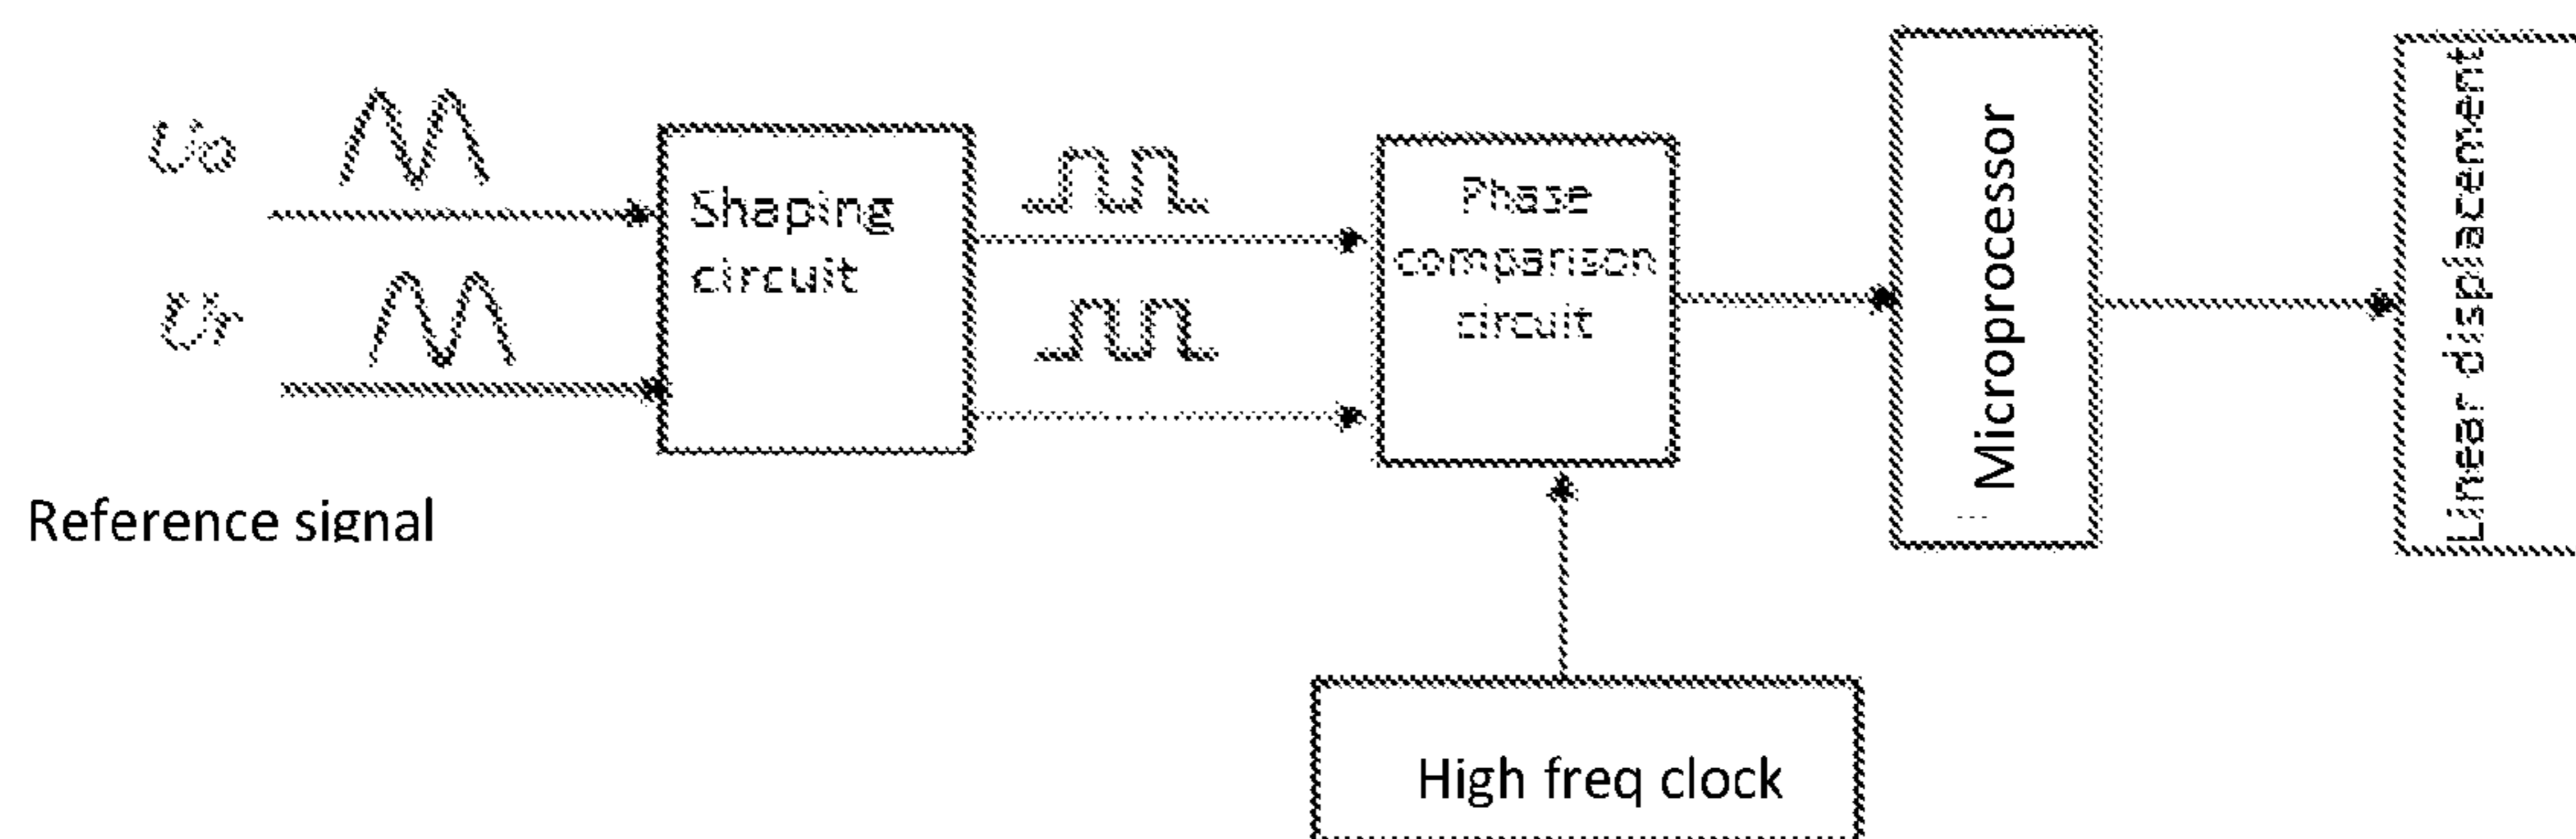 Uo
Ur
Reference signal
Shaping
circuit
Phase
comparison
circuit
High freq clock
Microprocessor
Linear displacement